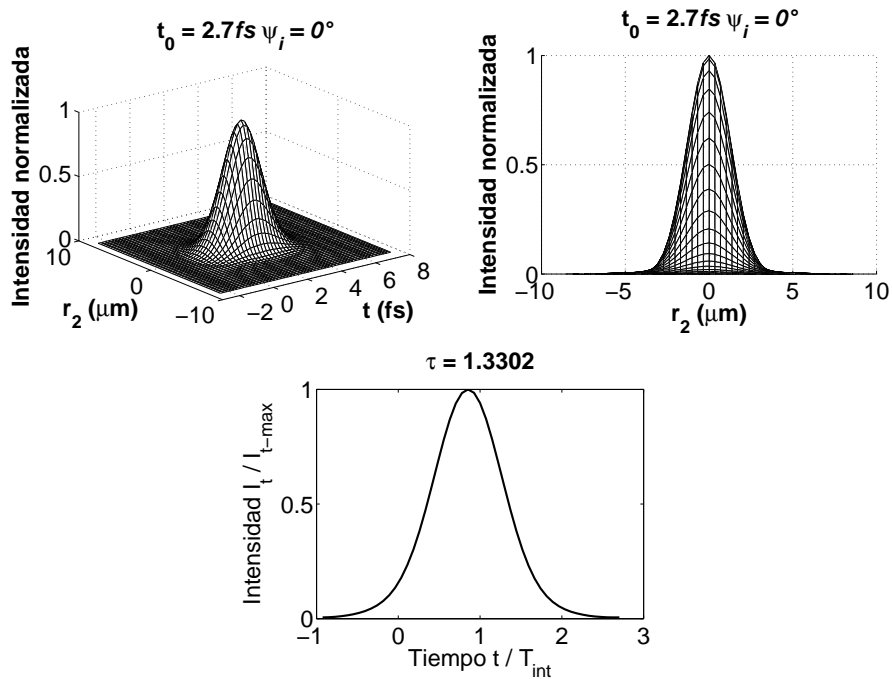 t₀ = 2.7fs ψᵢ = 0°
Intensidad normalizada
1
0.5
0
10
0
−10
r₂ (μm)
−2
0
2
4
6
8
t (fs)
t₀ = 2.7fs ψᵢ = 0°
Intensidad normalizada
1
0.5
0
−10
−5
0
5
10
r₂ (μm)
τ = 1.3302
Intensidad Iₜ / Iₜ₋ₘₐₓ
1
0.5
0
−1
0
1
2
3
Tiempo t / T_int